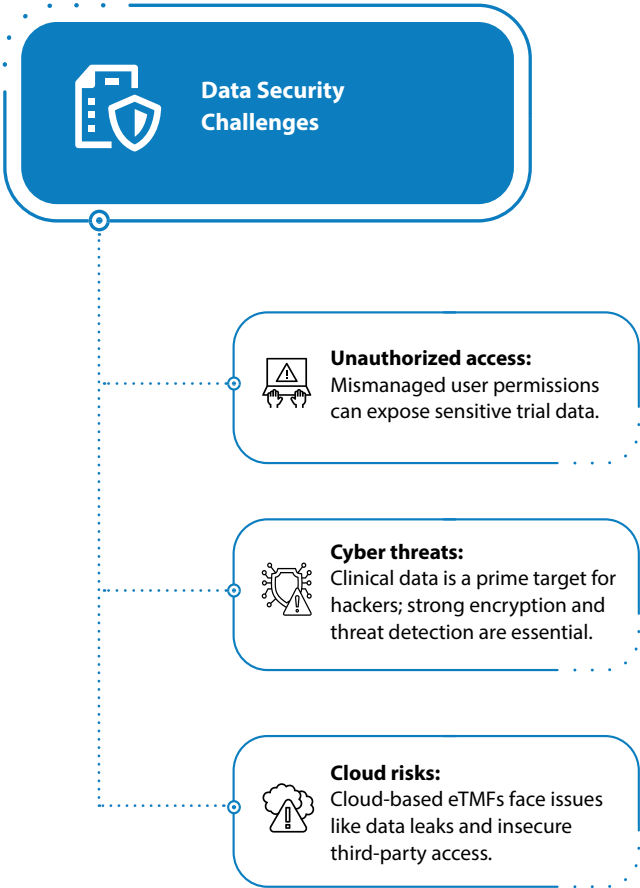 Data Security
Challenges
Unauthorized access:
Mismanaged user permissions
can expose sensitive trial data.
Cyber threats:
Clinical data is a prime target for
hackers; strong encryption and
threat detection are essential.
Cloud risks:
Cloud-based eTMFs face issues
like data leaks and insecure
third-party access.